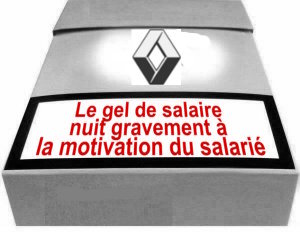 Le gel de salaire
nuit gravement à
la motivation du salarié